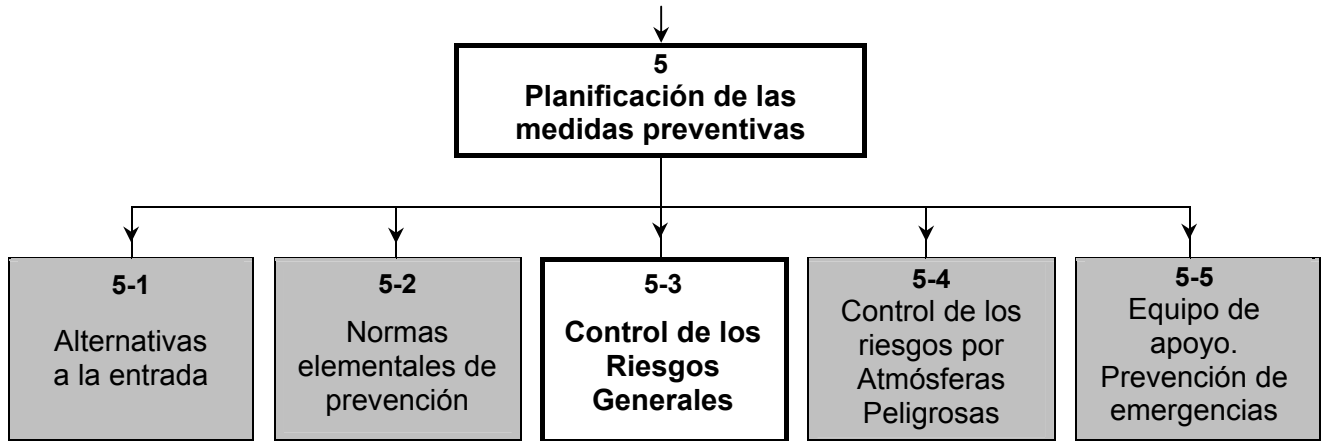 5
Planificación de las
medidas preventivas
5-1
Alternativas
a la entrada
5-2
Normas
elementales de
prevención
5-3
Control de los
Riesgos
Generales
5-4
Control de los
riesgos por
Atmósferas
Peligrosas
5-5
Equipo de
apoyo.
Prevención de
emergencias